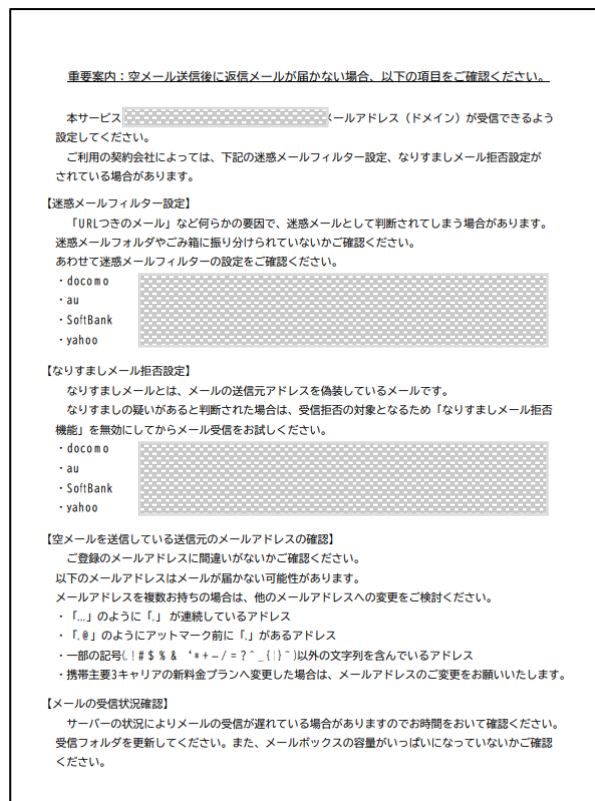 重要案内：空メール送信後に返信メールが届かない場合、以下の項目をご確認ください。
本サービス メールアドレス（ドメイン）が受信できるよう
設定してください。
ご利用の契約会社によっては、下記の迷惑メールフィルター設定、なりすましメール拒否設定が
されている場合があります。
【迷惑メールフィルター設定】
「URLつきのメール」など何らかの要因で、迷惑メールとして判断されてしまう場合があります。
迷惑メールフォルダやごみ箱に振り分けられていないかご確認ください。
あわせて迷惑メールフィルターの設定をご確認ください。
・docomo
・au
・SoftBank
・yahoo
【なりすましメール拒否設定】
なりすましメールとは、メールの送信元アドレスを偽装しているメールです。
なりすましの疑いがあると判断された場合は、受信拒否の対象となるため「なりすましメール拒否
機能」を無効にしてからメール受信をお試しください。
・docomo
・au
・SoftBank
・yahoo
【空メールを送信している送信元のメールアドレスの確認】
ご登録のメールアドレスに間違いがないかご確認ください。
以下のメールアドレスはメールが届かない可能性があります。
メールアドレスを複数お持ちの場合は、他のメールアドレスへの変更をご検討ください。
・「...」のように「.」 が連続しているアドレス
・「.@」のようにアットマーク前に「.」があるアドレス
・一部の記号(.!#$%& '*+-/=?^_{|}~)以外の文字列を含んでいるアドレス
・携帯主要3キャリアの新料金プランへ変更した場合は、メールアドレスのご変更をお願いいたします。
【メールの受信状況確認】
サーバーの状況によりメールの受信が遅れている場合がありますのでお時間をおいて確認ください。
受信フォルダを更新してください。また、メールボックスの容量がいっぱいになっていないかご確認
ください。